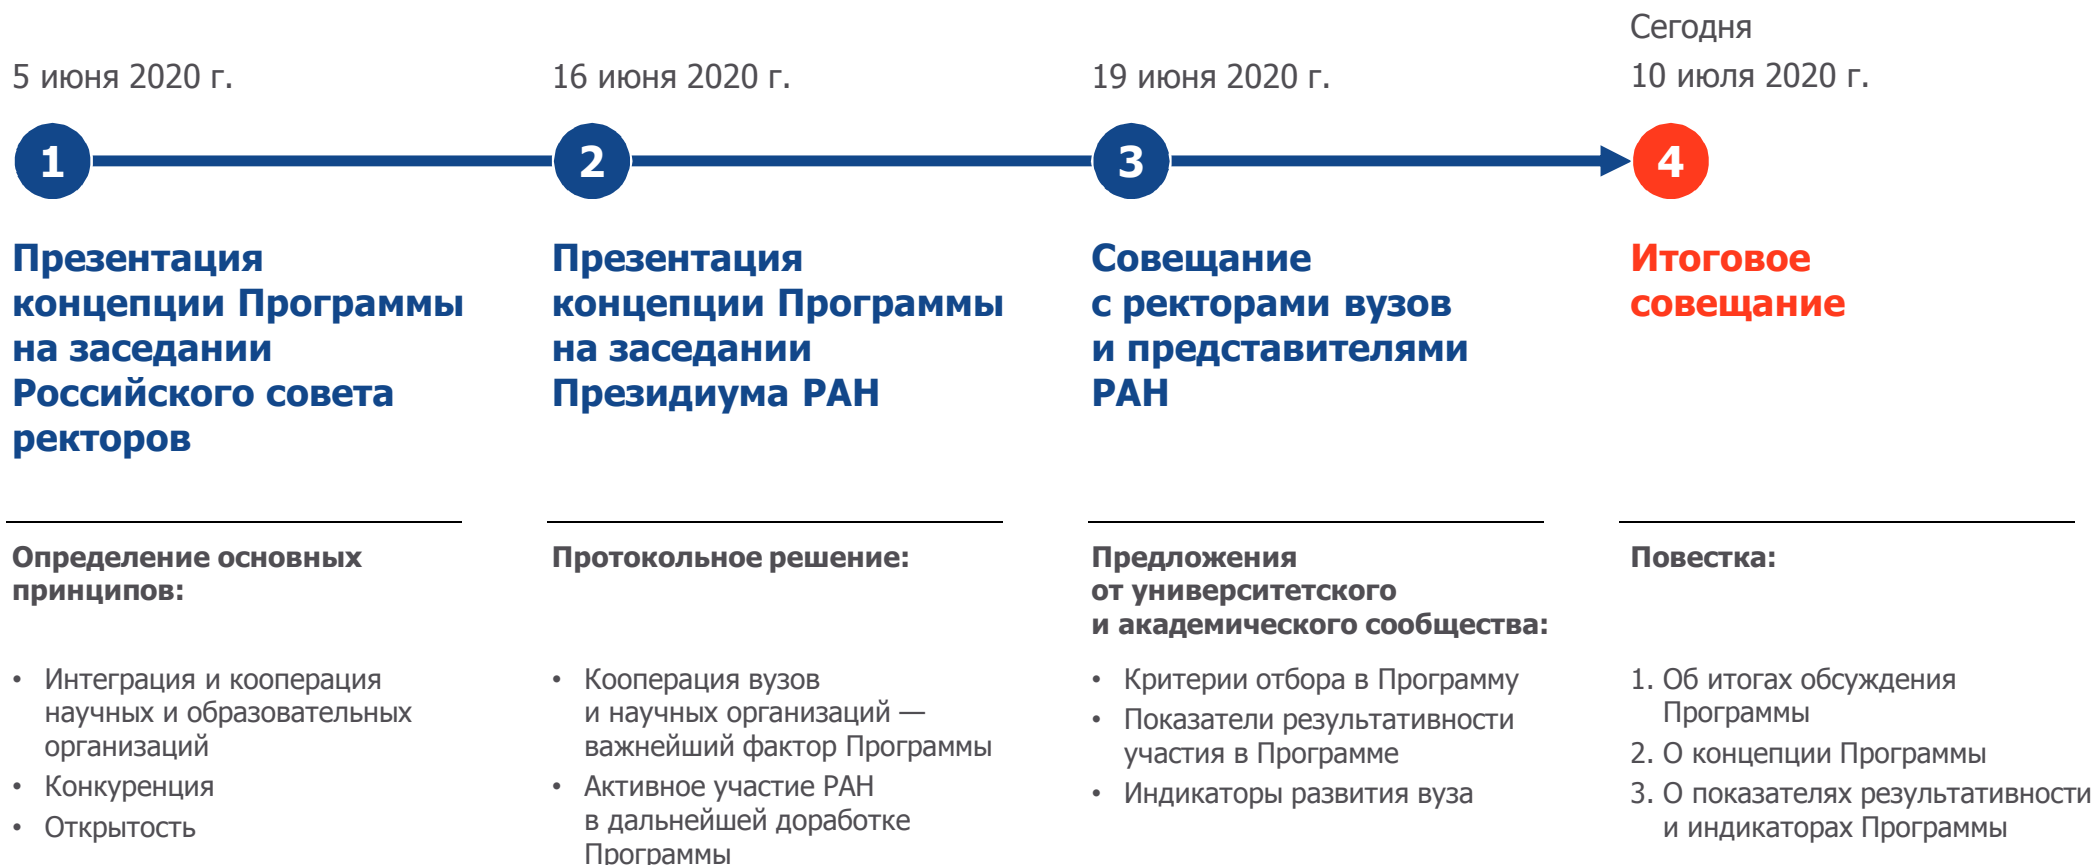 5 июня 2020 г.
16 июня 2020 г.
19 июня 2020 г.
Сегодня
10 июля 2020 г.
1
2
3
4
Презентация
концепции Программы
на заседании
Российского совета
ректоров
Презентация
концепции Программы
на заседании
Президиума РАН
Совещание
с ректорами вузов
и представителями
РАН
Итоговое
совещание
Определение основных
принципов:
• Интеграция и кооперация
научных и образовательных
организаций
• Конкуренция
• Открытость
Протокольное решение:
• Кооперация вузов
и научных организаций —
важнейший фактор Программы
• Активное участие РАН
в дальнейшей доработке
Программы
Предложения
от университетского
и академического сообщества:
• Критерии отбора в Программу
• Показатели результативности
участия в Программе
• Индикаторы развития вуза
Повестка:
1. Об итогах обсуждения
Программы
2. О концепции Программы
3. О показателях результативности
и индикаторах Программы